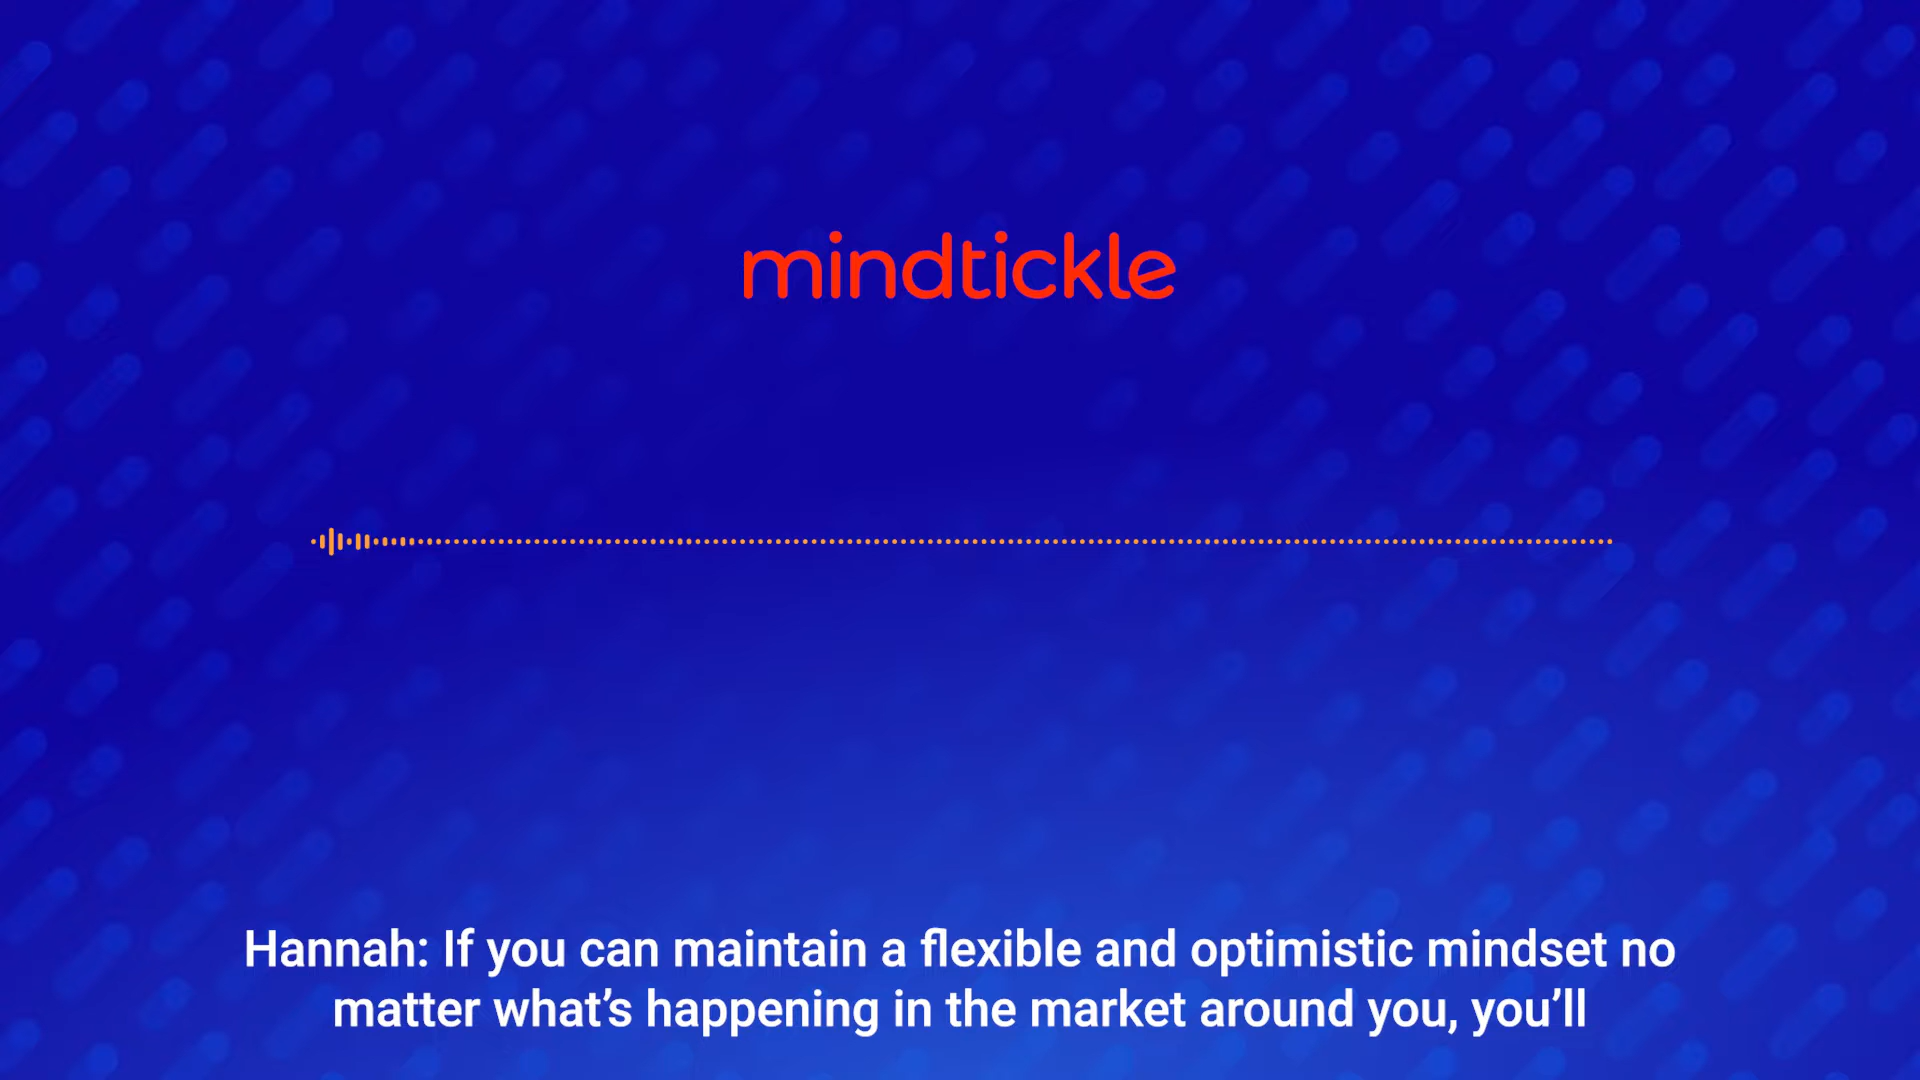 mindtickle
Hannah: If you can maintain a flexible and optimistic mindset no
matter what’s happening in the market around you, you’ll